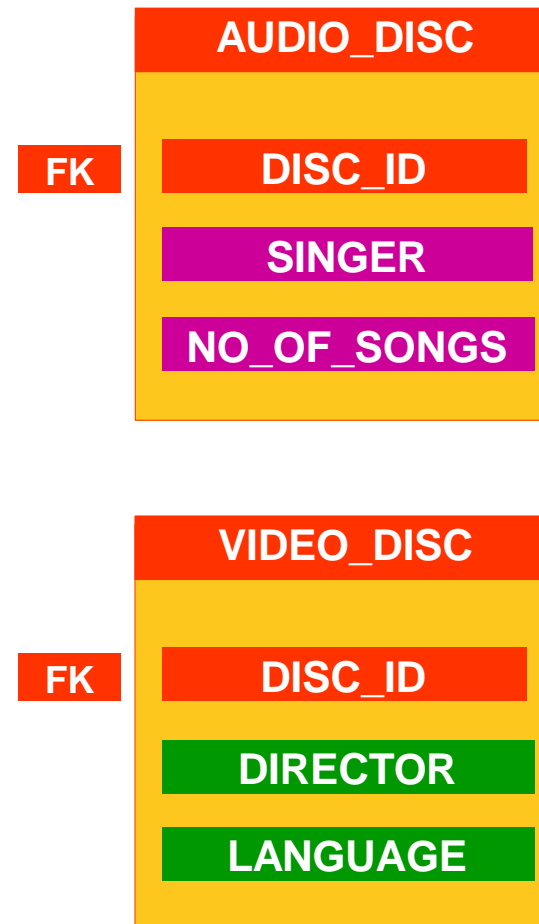 AUDIO_DISC
FK DISC_ID
SINGER
NO_OF_SONGS
VIDEO_DISC
FK DISC_ID
DIRECTOR
LANGUAGE